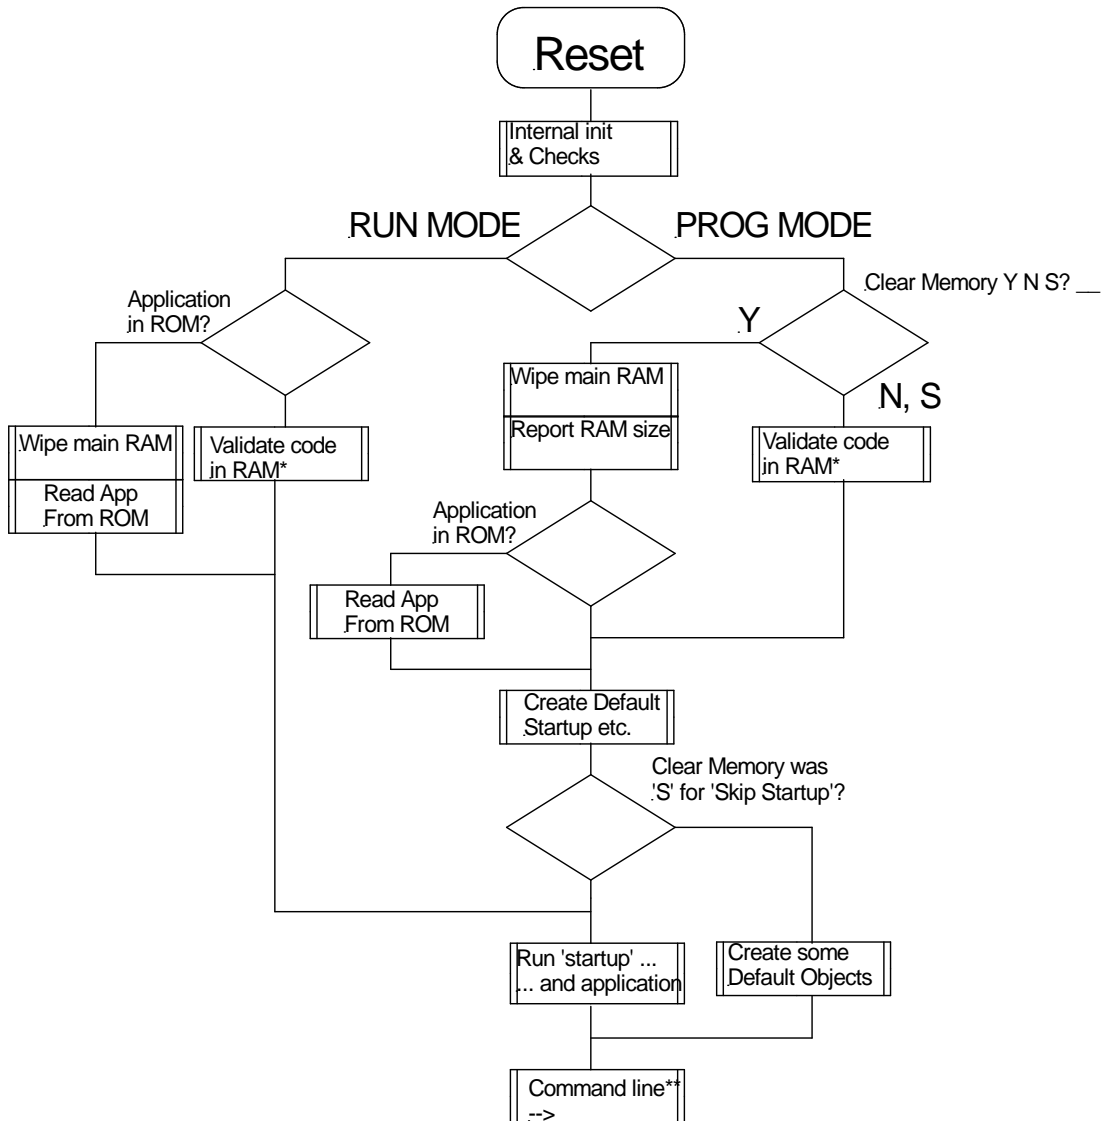 Reset
Internal init
& Checks
RUN MODE
PROG MODE
Clear Memory Y N S? __
Application
in ROM?
Y
N, S
Wipe main RAM
Report RAM size
Wipe main RAM
Read App
From ROM
Validate code
in RAM*
Validate code
in RAM*
Application
in ROM?
Read App
From ROM
Create Default
Startup etc.
Clear Memory was
'S' for 'Skip Startup'?
Run 'startup' ...
... and application
Create some
Default Objects
Command line**
-->